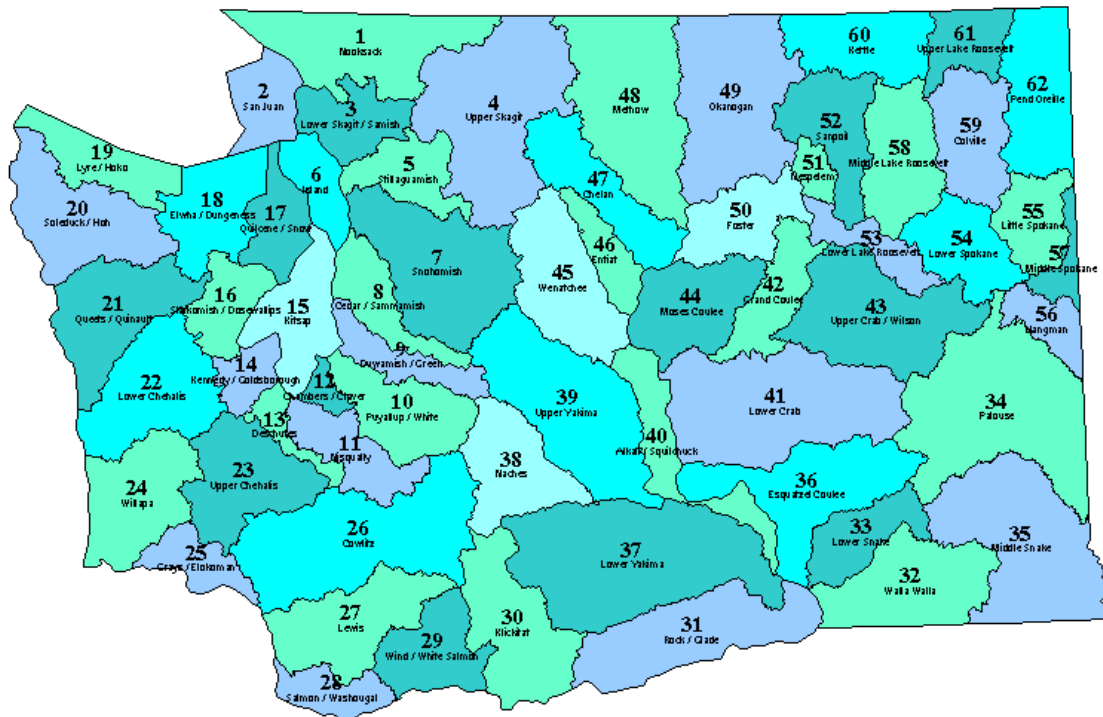 1
Nooksack
2
San Juan
3
Lower Skagit / Samish
4
Upper Skagit
5
Stillaguamish
6
Island
7
Snohomish
8
Cedar / Sammamish
9
Duwamish / Green
10
Puyallup / White
11
Nisqually
12
Chambers / Clover
13
Deschutes
14
Kennedy / Goldsborough
15
Kitsap
16
Skokomish / Dosewallips
17
Quilcene / Snow
18
Elwha / Dungeness
19
Lyre / Hoko
20
Soleduck / Hoh
21
Queets / Quinault
22
Lower Chehalis
23
Upper Chehalis
24
Willapa
25
Grays / Elokoman
26
Cowlitz
27
Lewis
28
Salmon / Washougal
29
Wind / White Salmon
30
Klickitat
31
Rock / Glade
32
Walla Walla
33
Lower Snake
34
Palouse
35
Middle Snake
36
Esquatzel Coulee
37
Lower Yakima
38
Naches
39
Upper Yakima
40
Alkali / Squilchuck
41
Lower Crab
42
Grand Coulee
43
Upper Crab / Wilson
44
Moses Coulee
45
Wenatchee
46
Entiat
47
Chelan
48
Methow
49
Okanogan
50
Foster
51
Nespelem
52
Sanpoil
53
Lower Lake Roosevelt
54
Lower Spokane
55
Little Spokane
56
Hangman
57
Middle Spokane
58
Middle Lake Roosevelt
59
Colville
60
Kettle
61
Upper Lake Roosevelt
62
Pend Oreille